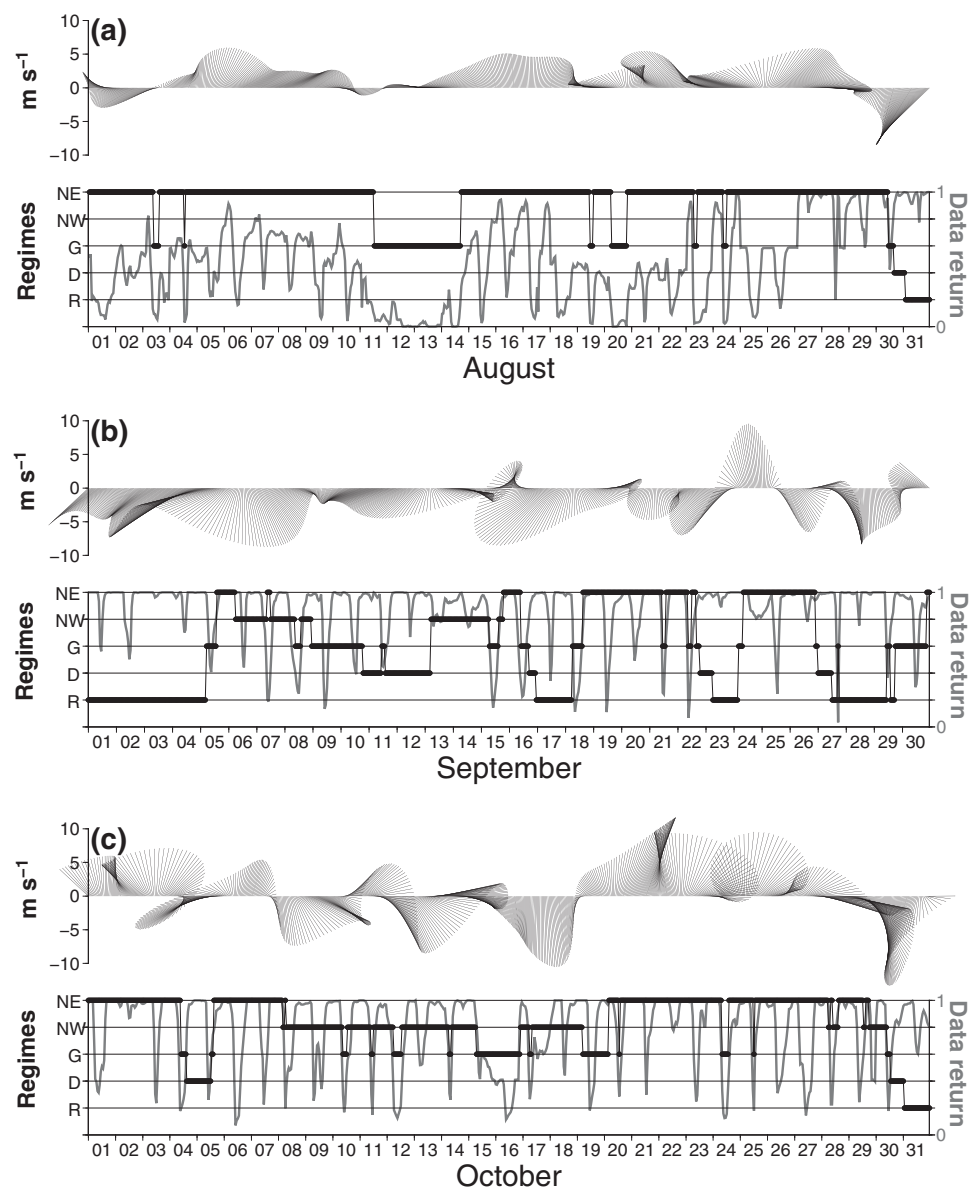 (a)
10
5
0
−5
−10
m s⁻¹
NE
NW
G
D
R
Regimes
1
0
Data return
01 02 03 04 05 06 07 08 09 10 11 12 13 14 15 16 17 18 19 20 21 22 23 24 25 26 27 28 29 30 31
August
(b)
10
5
0
−5
−10
m s⁻¹
NE
NW
G
D
R
Regimes
1
0
Data return
01 02 03 04 05 06 07 08 09 10 11 12 13 14 15 16 17 18 19 20 21 22 23 24 25 26 27 28 29 30
September
(c)
10
5
0
−5
−10
m s⁻¹
NE
NW
G
D
R
Regimes
1
0
Data return
01 02 03 04 05 06 07 08 09 10 11 12 13 14 15 16 17 18 19 20 21 22 23 24 25 26 27 28 29 30 31
October